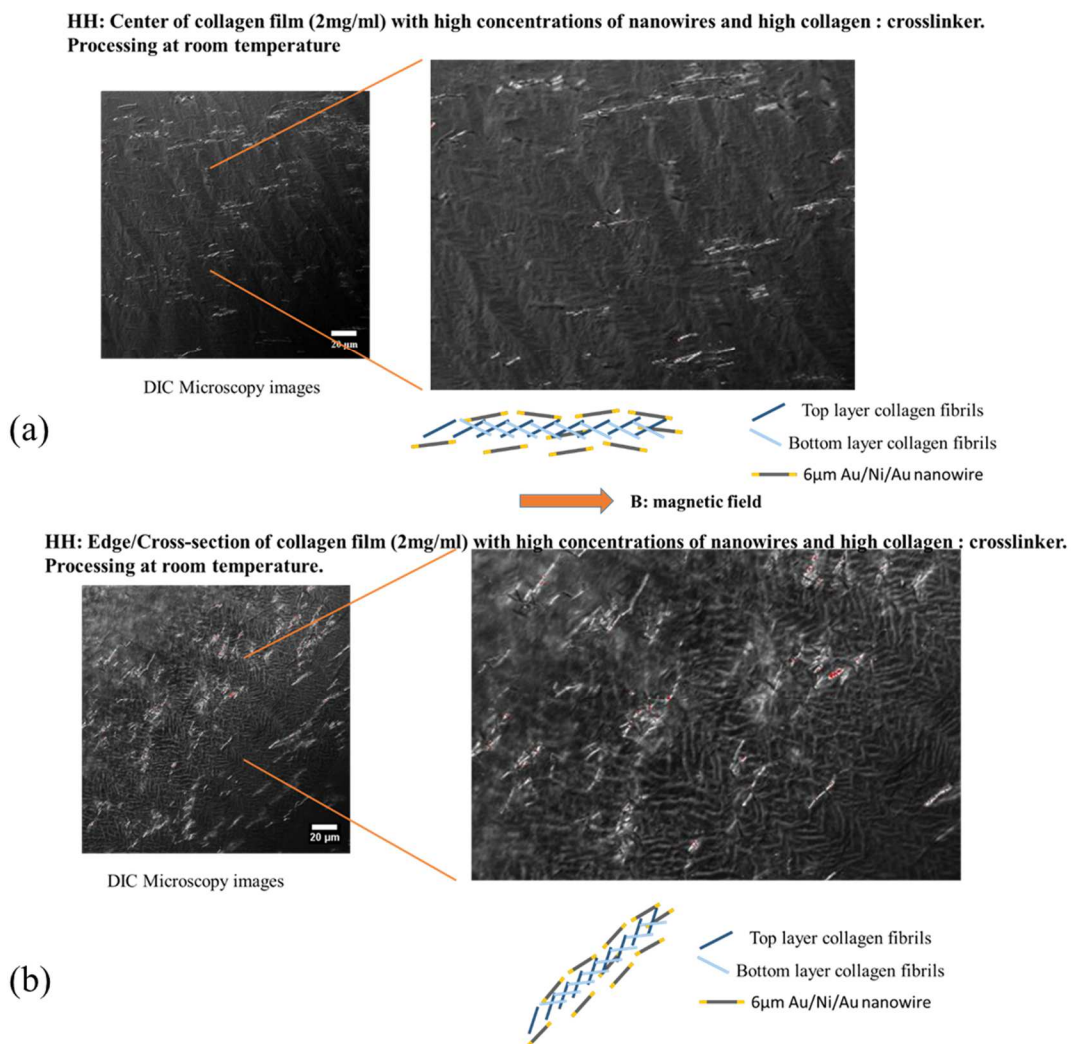 HH: Center of collagen film (2mg/ml) with high concentrations of nanowires and high collagen : crosslinker.
Processing at room temperature
20 μm
DIC Microscopy images
(a)
Top layer collagen fibrils
Bottom layer collagen fibrils
6μm Au/Ni/Au nanowire
B: magnetic field
HH: Edge/Cross-section of collagen film (2mg/ml) with high concentrations of nanowires and high collagen : crosslinker.
Processing at room temperature.
20 μm
DIC Microscopy images
(b)
Top layer collagen fibrils
Bottom layer collagen fibrils
6μm Au/Ni/Au nanowire